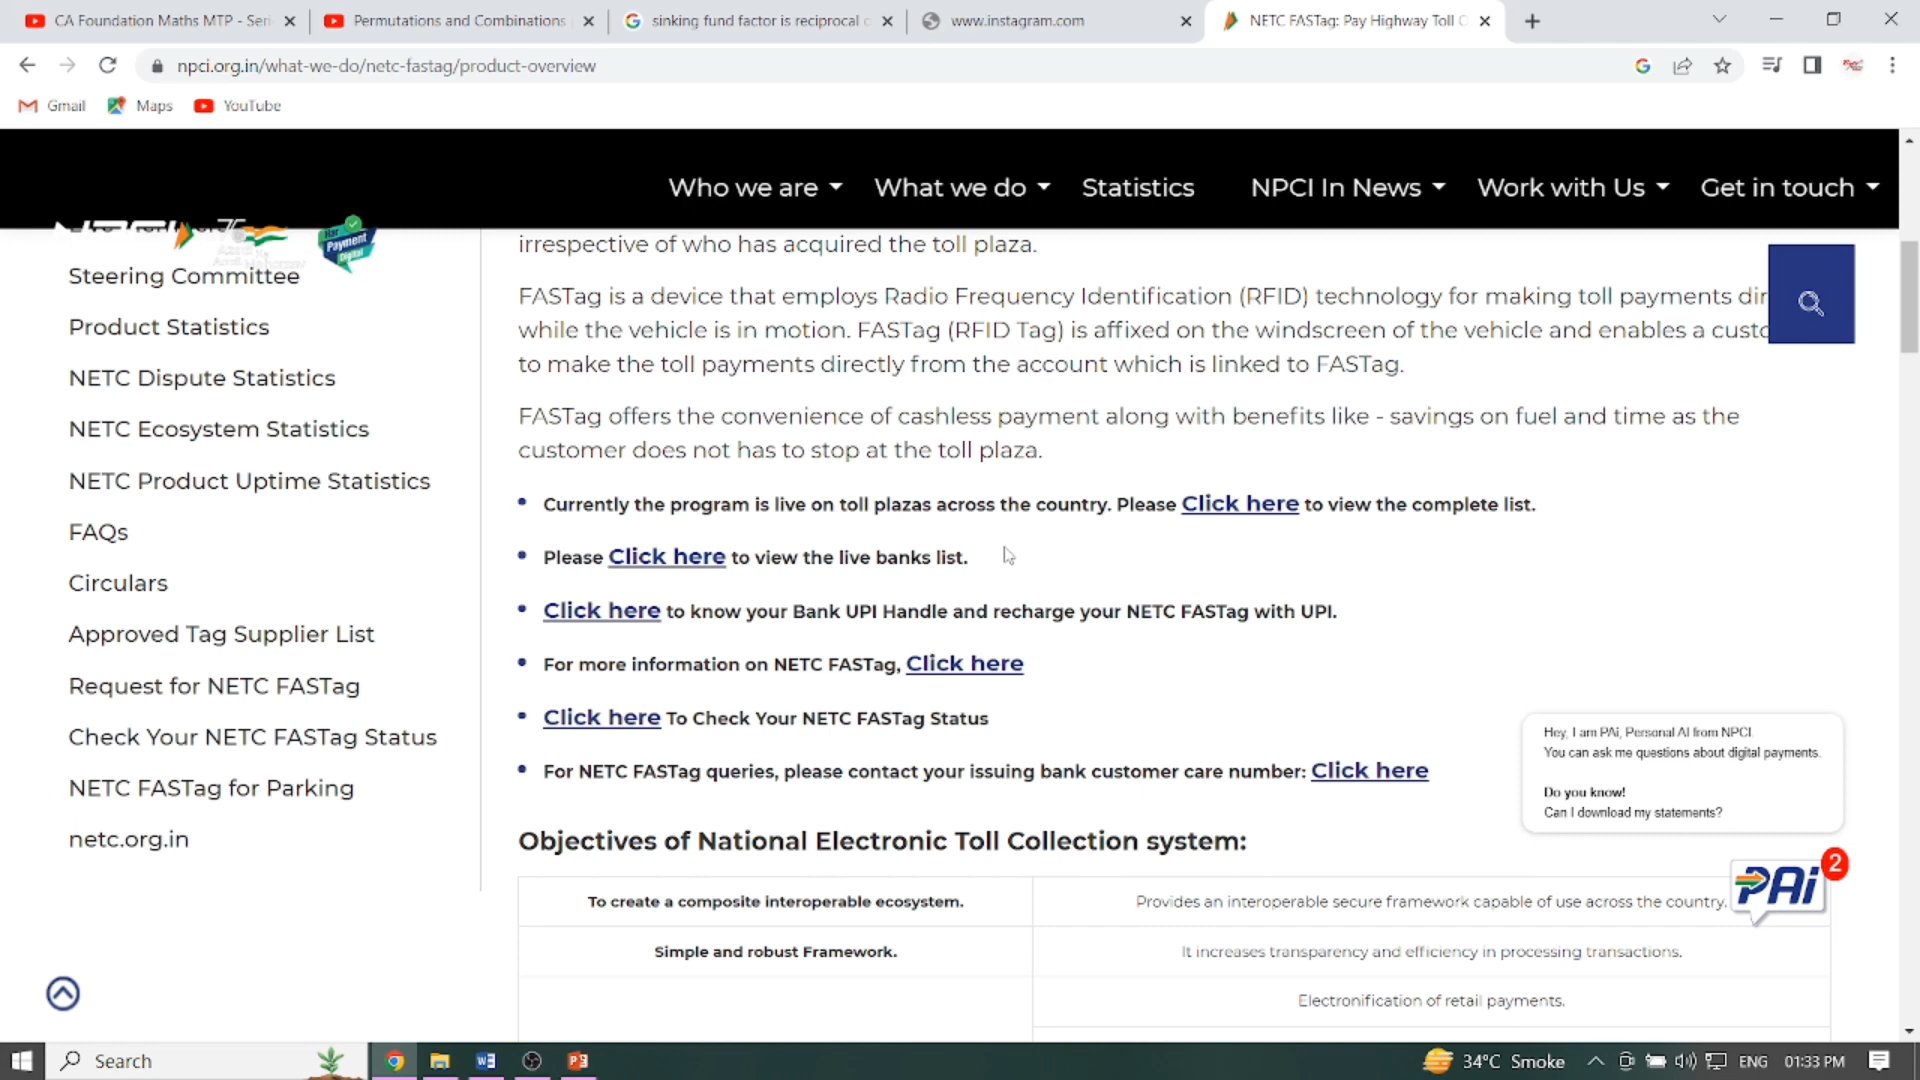 CA Foundation Maths MTP - Seri
Permutations and Combinations
sinking fund factor is reciprocal o
www.instagram.com
NETC FASTag: Pay Highway Toll
npci.org.in/what-we-do/netc-fastag/product-overview
Gmail
Maps
YouTube
Who we are
What we do
Statistics
NPCI In News
Work with Us
Get in touch
NPCI
75
Har
Payment
Digital
Steering Committee
Product Statistics
NETC Dispute Statistics
NETC Ecosystem Statistics
NETC Product Uptime Statistics
FAQs
Circulars
Approved Tag Supplier List
Request for NETC FASTag
Check Your NETC FASTag Status
NETC FASTag for Parking
netc.org.in
irrespective of who has acquired the toll plaza.
FASTag is a device that employs Radio Frequency Identification (RFID) technology for making toll payments dir
while the vehicle is in motion. FASTag (RFID Tag) is affixed on the windscreen of the vehicle and enables a custo
to make the toll payments directly from the account which is linked to FASTag.
FASTag offers the convenience of cashless payment along with benefits like - savings on fuel and time as the
customer does not has to stop at the toll plaza.
• Currently the program is live on toll plazas across the country. Please Click here to view the complete list.
• Please Click here to view the live banks list.
• Click here to know your Bank UPI Handle and recharge your NETC FASTag with UPI.
• For more information on NETC FASTag, Click here
• Click here To Check Your NETC FASTag Status
• For NETC FASTag queries, please contact your issuing bank customer care number: Click here
Objectives of National Electronic Toll Collection system:
To create a composite interoperable ecosystem.
Provides an interoperable secure framework capable of use across the country.
Simple and robust Framework.
It increases transparency and efficiency in processing transactions.
Electronification of retail payments.
Hey, I am PAi, Personal AI from NPCI.
You can ask me questions about digital payments.
Do you know!
Can I download my statements?
PAi
2
Search
34°C Smoke
ENG
01:33 PM